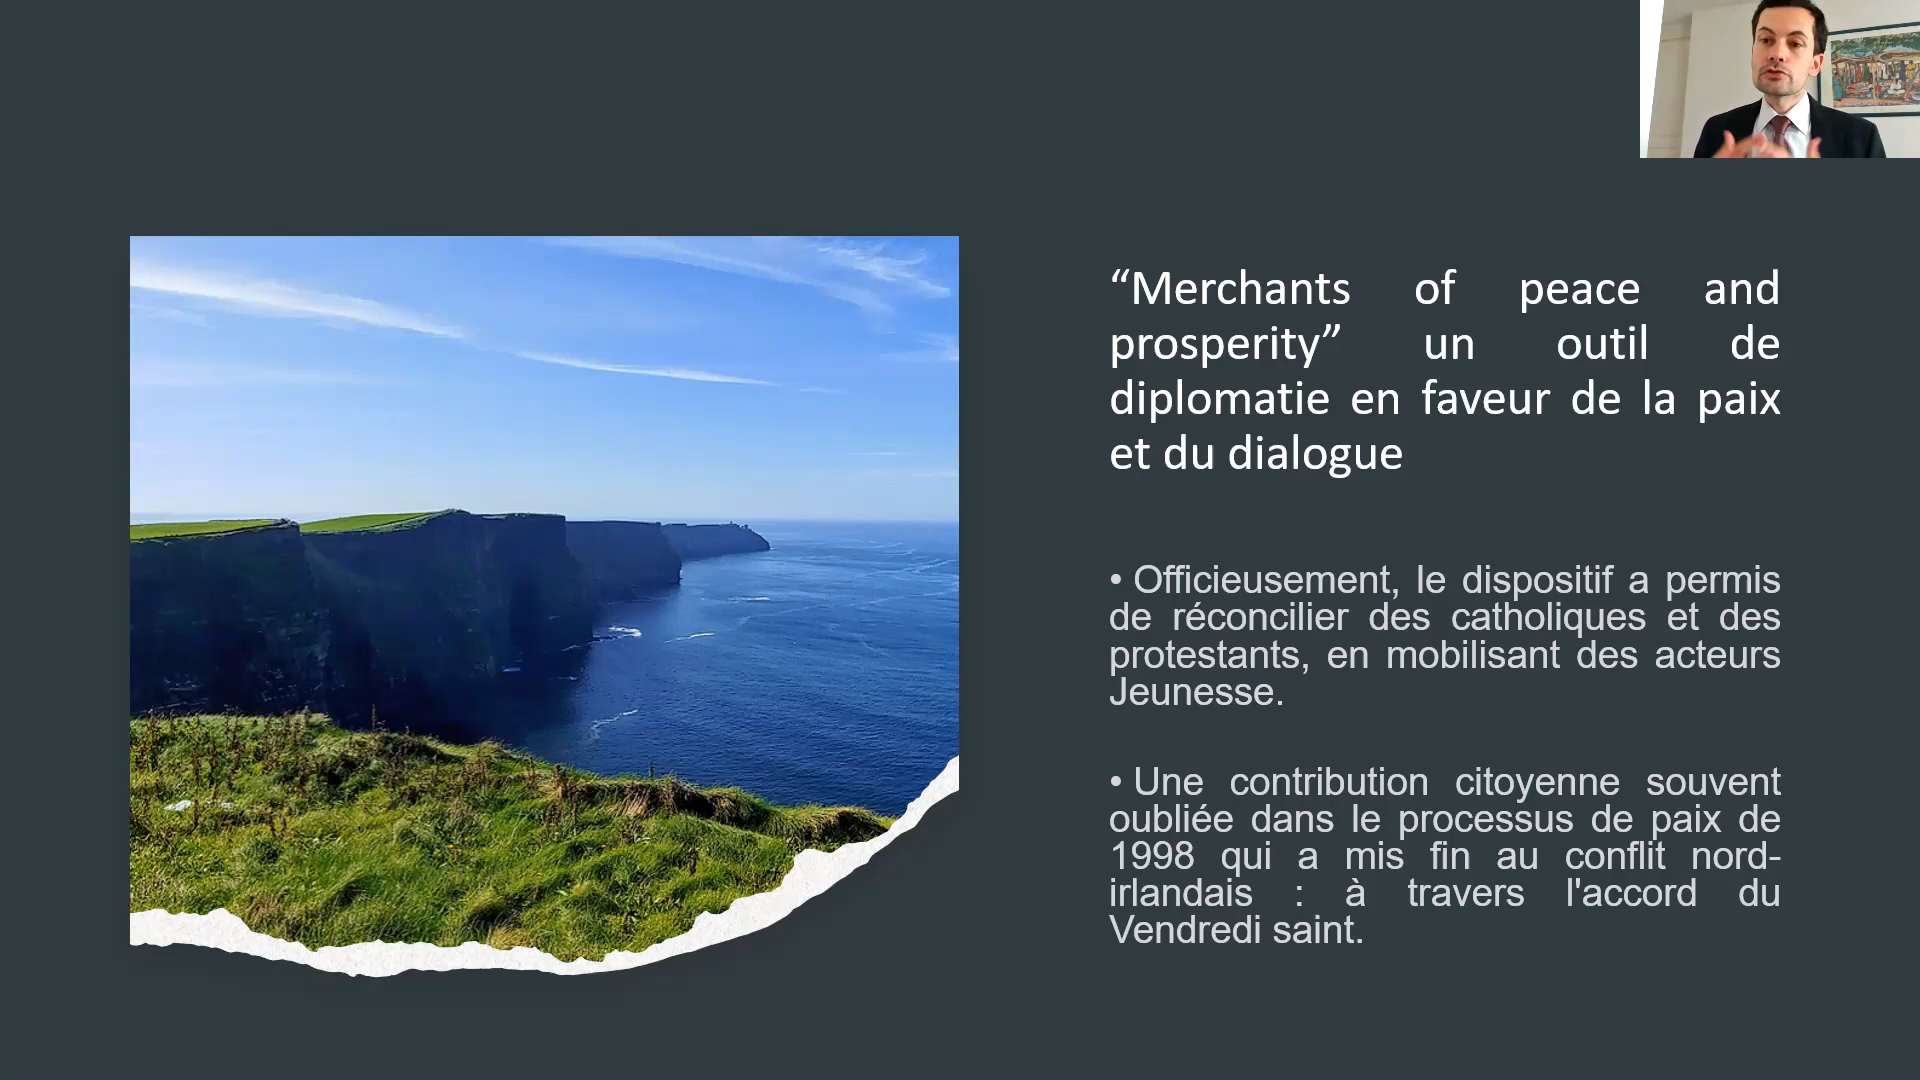 “Merchants of peace and
prosperity” un outil de
diplomatie en faveur de la paix
et du dialogue
• Officieusement, le dispositif a permis
de réconcilier des catholiques et des
protestants, en mobilisant des acteurs
Jeunesse.
• Une contribution citoyenne souvent
oubliée dans le processus de paix de
1998 qui a mis fin au conflit nord-
irlandais : à travers l'accord du
Vendredi saint.